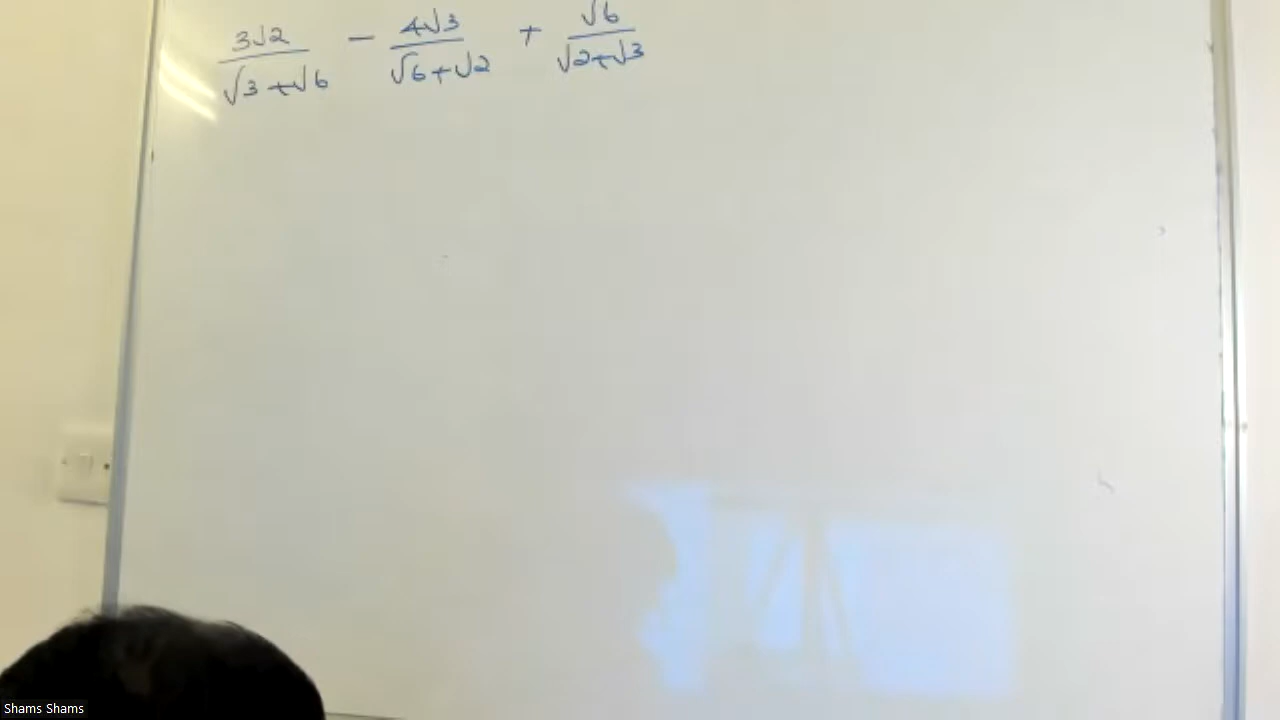 3√2/(√3+√6) − 4√3/(√6+√2) + √6/(√2+√3)
Shams Shams